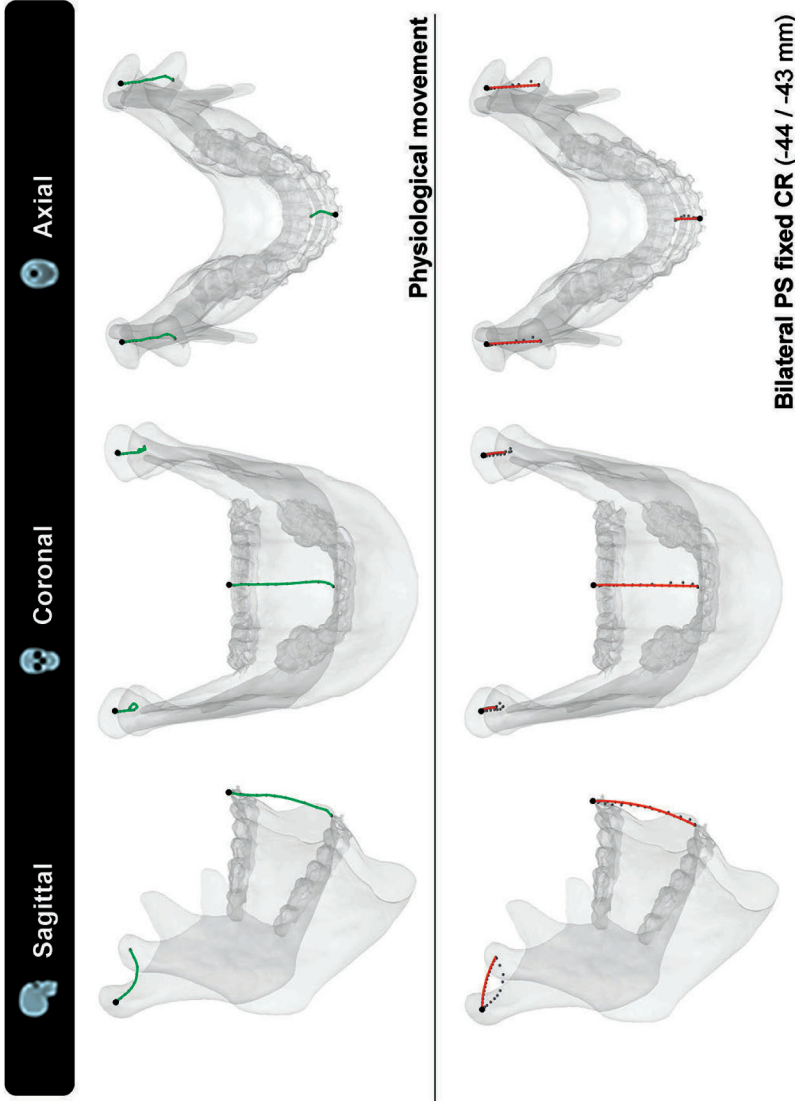 Sagittal
Coronal
Axial
Physiological movement
Bilateral PS fixed CR (-44 / -43 mm)